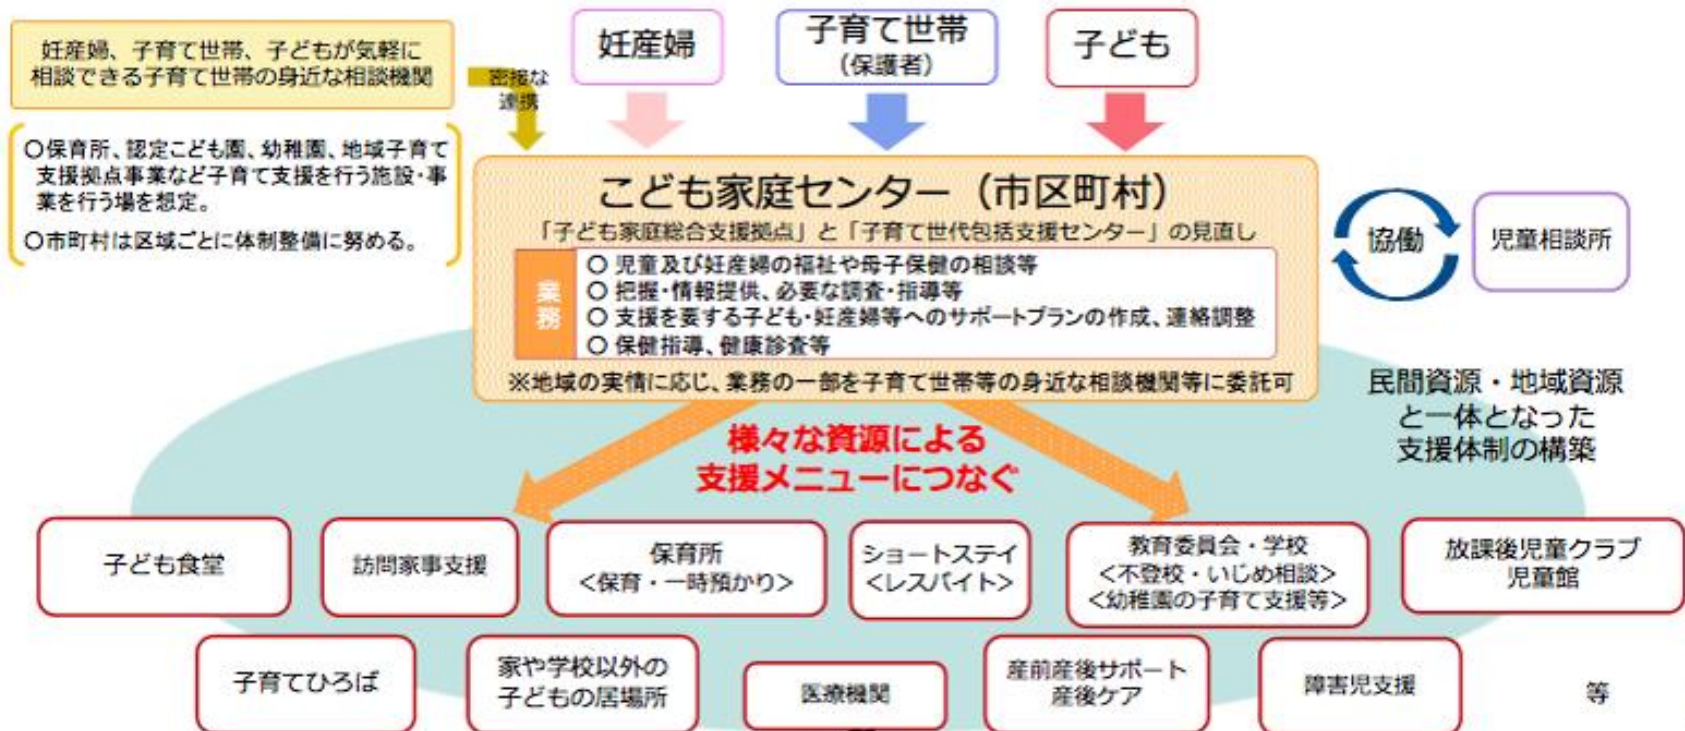 妊産婦、子育て世帯、子どもが気軽に
相談できる子育て世帯の身近な相談機関
密接な
連携
妊産婦
子育て世帯
(保護者)
子ども
○保育所、認定こども園、幼稚園、地域子育て
支援拠点事業など子育て支援を行う施設・事
業を行う場を想定。
○市町村は区域ごとに体制整備に努める。
こども家庭センター(市区町村)
「子ども家庭総合支援拠点」と「子育て世代包括支援センター」の見直し
業務
○ 児童及び妊産婦の福祉や母子保健の相談等
○ 把握・情報提供、必要な調査・指導等
○ 支援を要する子ども・妊産婦等へのサポートプランの作成、連絡調整
○ 保健指導、健康診査等
※地域の実情に応じ、業務の一部を子育て世帯等の身近な相談機関等に委託可
協働
児童相談所
民間資源・地域資源
と一体となった
支援体制の構築
様々な資源による
支援メニューにつなぐ
子ども食堂
訪問家事支援
保育所
<保育・一時預かり>
ショートステイ
<レスパイト>
教育委員会・学校
<不登校・いじめ相談>
<幼稚園の子育て支援等>
放課後児童クラブ
児童館
子育てひろば
家や学校以外の
子どもの居場所
医療機関
産前産後サポート
産後ケア
障害児支援
等